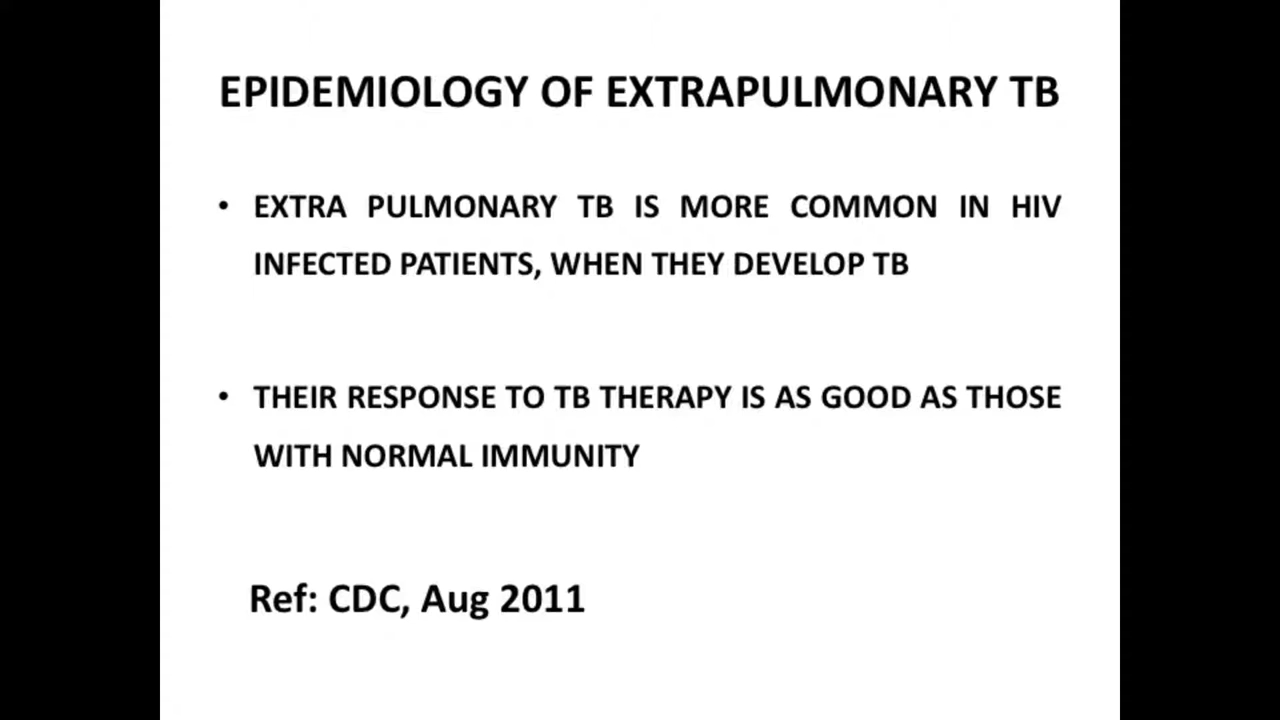 EPIDEMIOLOGY OF EXTRAPULMONARY TB
• EXTRA PULMONARY TB IS MORE COMMON IN HIV
INFECTED PATIENTS, WHEN THEY DEVELOP TB
• THEIR RESPONSE TO TB THERAPY IS AS GOOD AS THOSE
WITH NORMAL IMMUNITY
Ref: CDC, Aug 2011